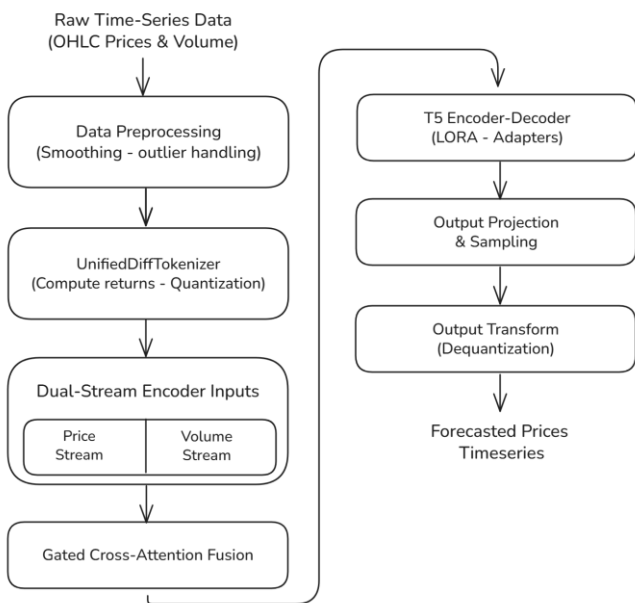 Raw Time-Series Data
(OHLC Prices & Volume)
Data Preprocessing
(Smoothing - outlier handling)
UnifiedDiffTokenizer
(Compute returns - Quantization)
Dual-Stream Encoder Inputs
Price
Stream
Volume
Stream
Gated Cross-Attention Fusion
T5 Encoder-Decoder
(LORA - Adapters)
Output Projection
& Sampling
Output Transform
(Dequantization)
Forecasted Prices
Timeseries